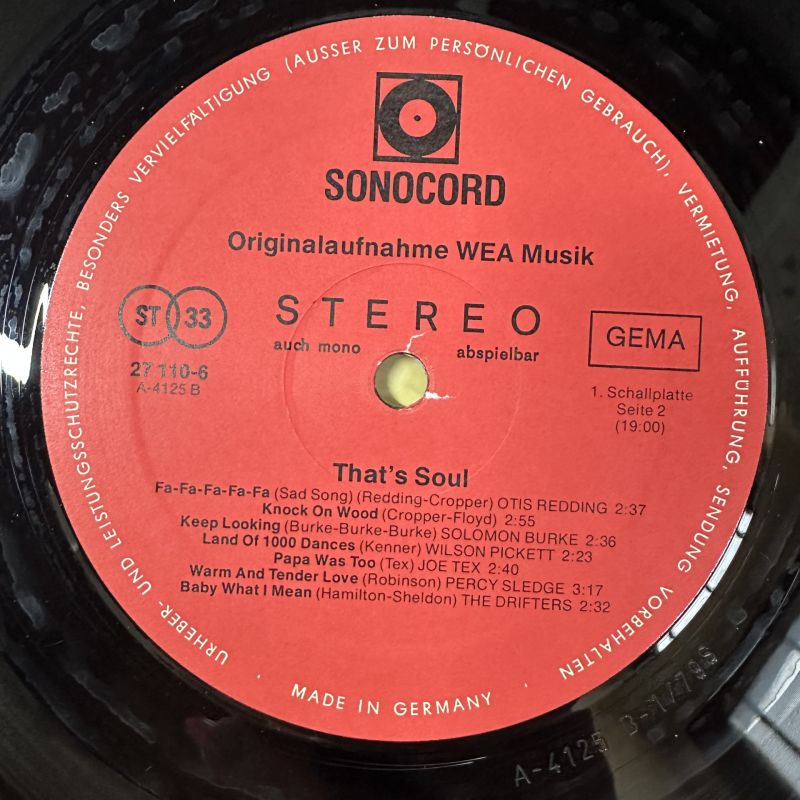 URHEBER- UND LEISTUNGSSCHUTZRECHTE, BESONDERS VERVIELFÄLTIGUNG (AUSSER ZUM PERSÖNLICHEN GEBRAUCH), VERMIETUNG, AUFFÜHRUNG, SENDUNG VORBEHALTEN
SONOCORD
Originalaufnahme WEA Musik
ST 33
STEREO
auch mono abspielbar
GEMA
27 110-6
A-4125 B
1. Schallplatte
Seite 2
(19:00)
That's Soul
Fa-Fa-Fa-Fa-Fa (Sad Song) (Redding-Cropper) OTIS REDDING 2:37
Knock On Wood (Cropper-Floyd) 2:55
Keep Looking (Burke-Burke-Burke) SOLOMON BURKE 2:36
Land Of 1000 Dances (Kenner) WILSON PICKETT 2:23
Papa Was Too (Tex) JOE TEX 2:40
Warm And Tender Love (Robinson) PERCY SLEDGE 3:17
Baby What I Mean (Hamilton-Sheldon) THE DRIFTERS 2:32
· MADE IN GERMANY ·
A-4125